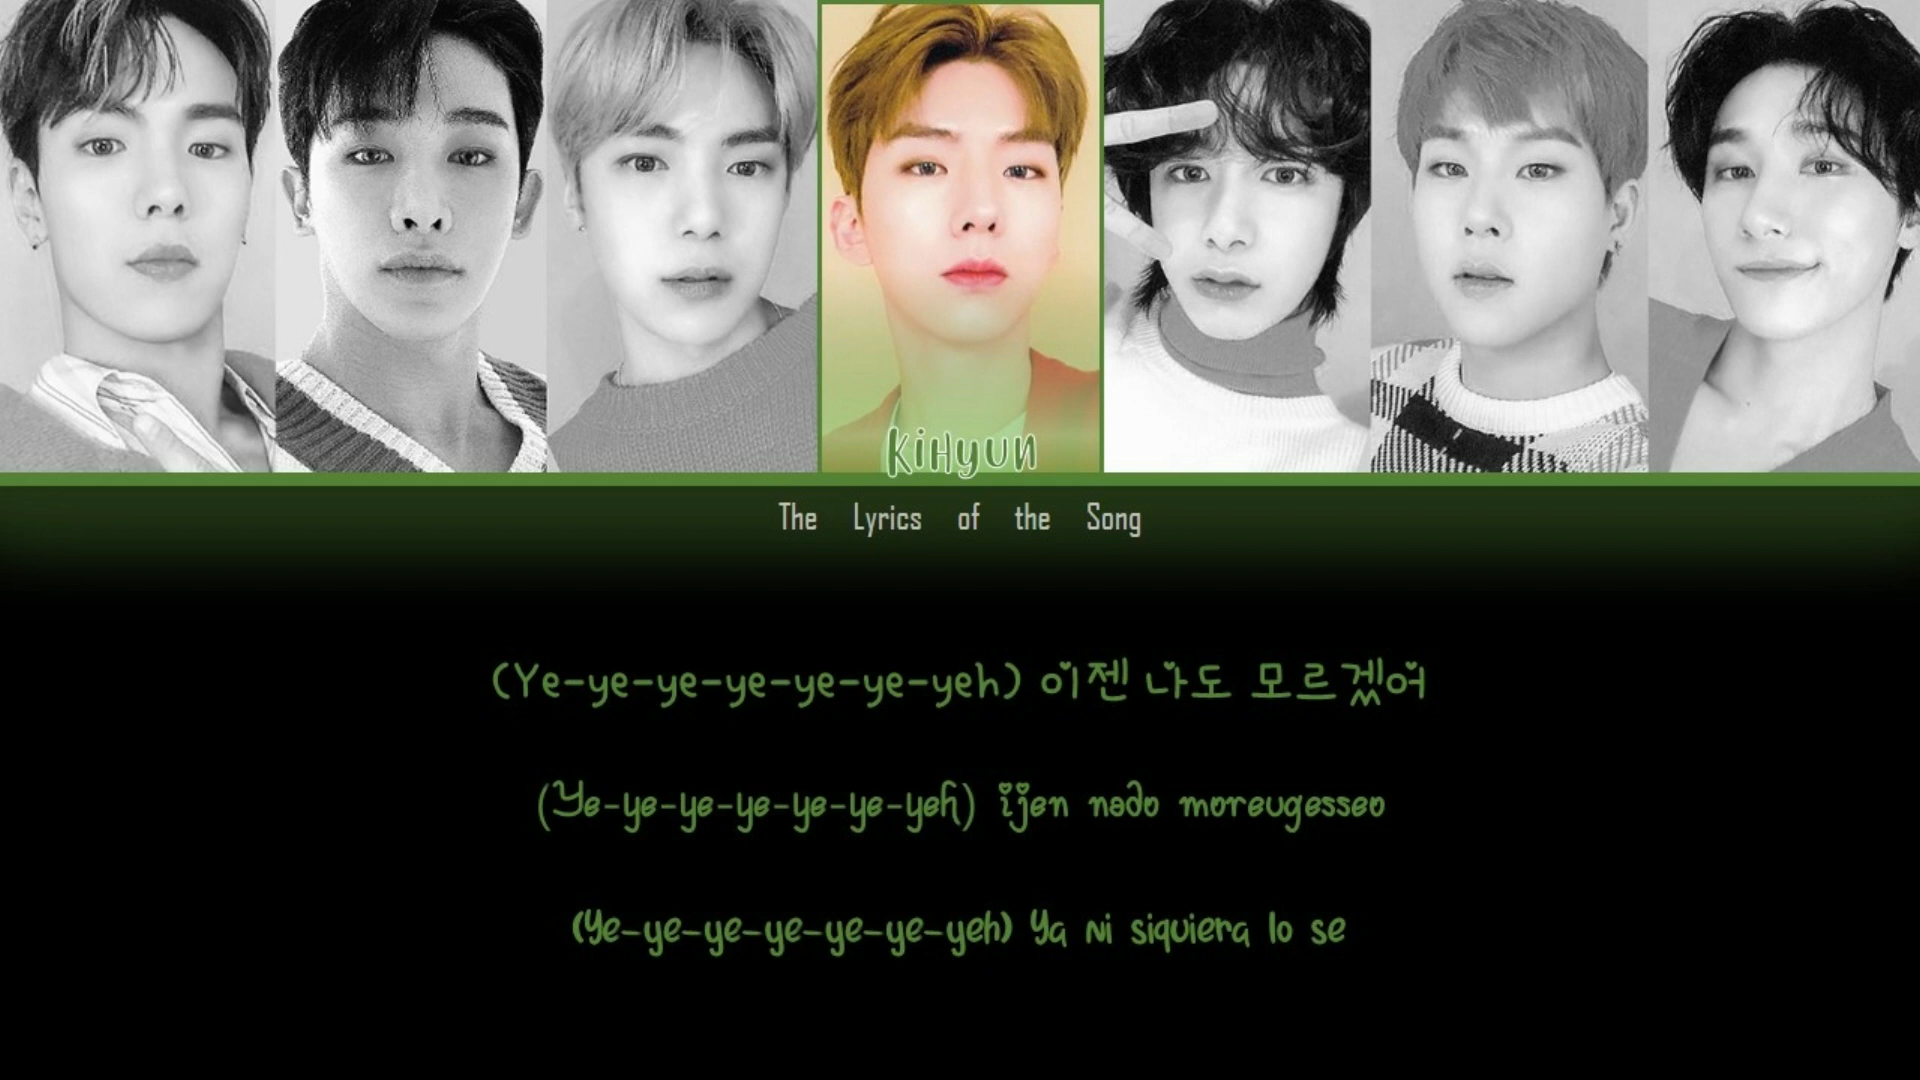 KiHyun
The Lyrics of the Song
(Ye-ye-ye-ye-ye-ye-yeh) 이젠 나도 모르겠어
(Ye-ye-ye-ye-ye-ye-yeh) ijen nado moreugesseo
(Ye-ye-ye-ye-ye-ye-yeh) Ya ni siquiera lo se